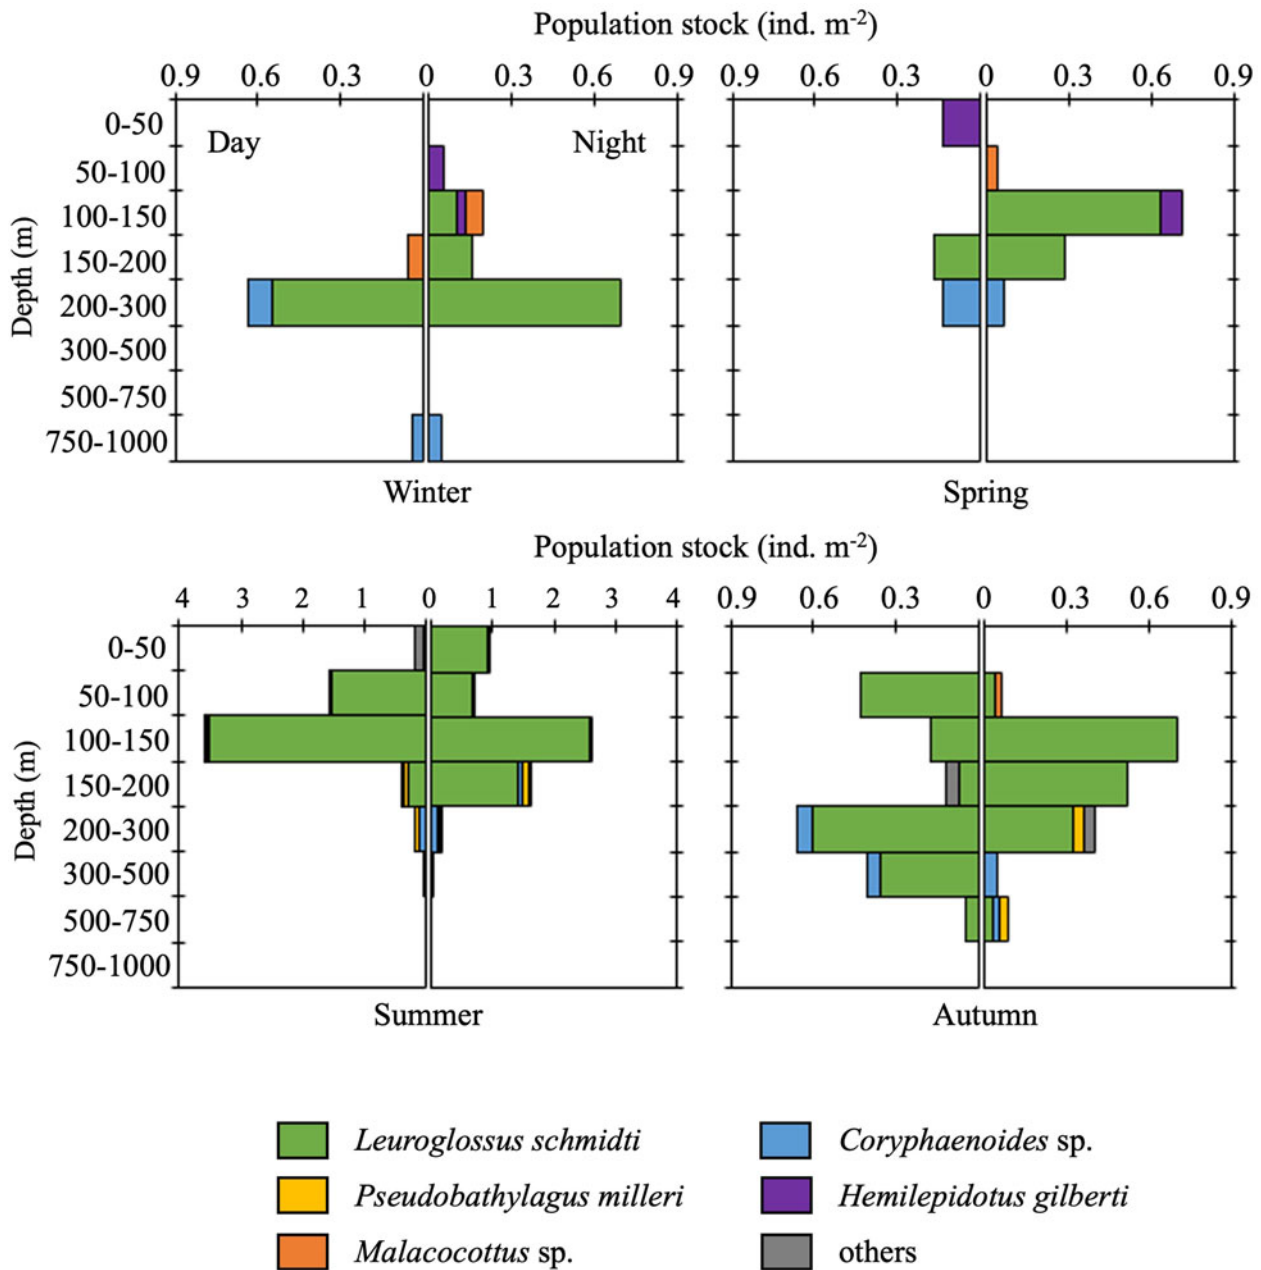 Population stock (ind. m-2)
0.9 0.6 0.3 0 0.3 0.6 0.9 0.9 0.6 0.3 0 0.3 0.6 0.9
Depth (m)
0-50
50-100
100-150
150-200
200-300
300-500
500-750
750-1000
Day Night
Winter Spring
Population stock (ind. m-2)
4 3 2 1 0 1 2 3 4 0.9 0.6 0.3 0 0.3 0.6 0.9
Depth (m)
0-50
50-100
100-150
150-200
200-300
300-500
500-750
750-1000
Summer Autumn
Leuroglossus schmidti Coryphaenoides sp.
Pseudobathylagus milleri Hemilepidotus gilberti
Malacocottus sp. others